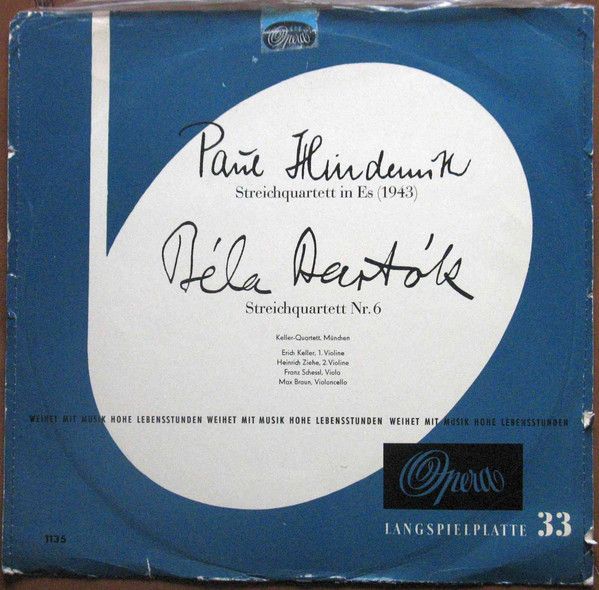 Opera
Paul Hindemith
Streichquartett in Es (1943)
Béla Bartók
Streichquartett Nr. 6
Keller-Quartett, München
Erich Keller, 1. Violine
Heinrich Ziehe, 2. Violine
Franz Schessl, Viola
Max Braun, Violoncello
WEIHET MIT MUSIK HOHE LEBENSSTUNDEN WEIHET MIT MUSIK HOHE LEBENSSTUNDEN WEIHET MIT MUSIK HOHE LEBENSSTUNDEN
Opera
LANGSPIELPLATTE 33
1135